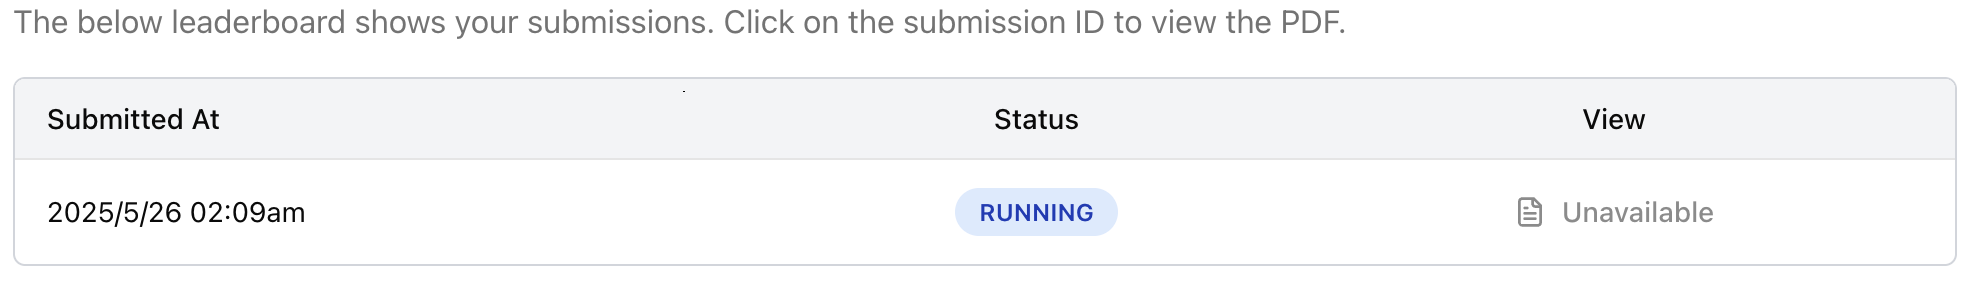 The below leaderboard shows your submissions. Click on the submission ID to view the PDF.
Submitted At Status View
2025/5/26 02:09am RUNNING Unavailable